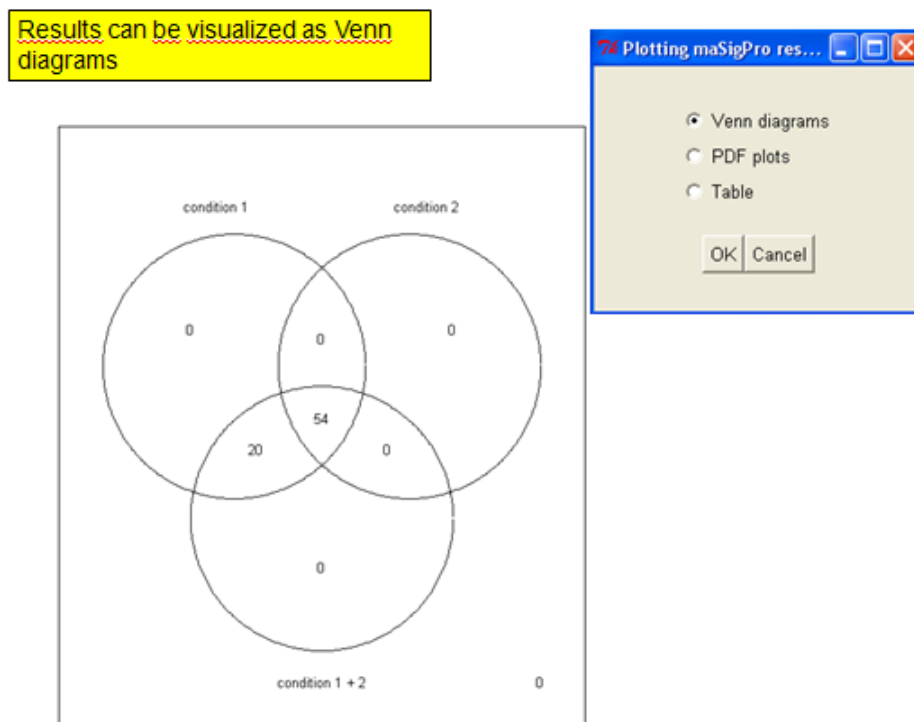 Results can be visualized as Venn
diagrams
Plotting maSigPro res...
Venn diagrams
PDF plots
Table
OK Cancel
condition 1 condition 2
0 0 0
54
20 0
0
condition 1 + 2 0